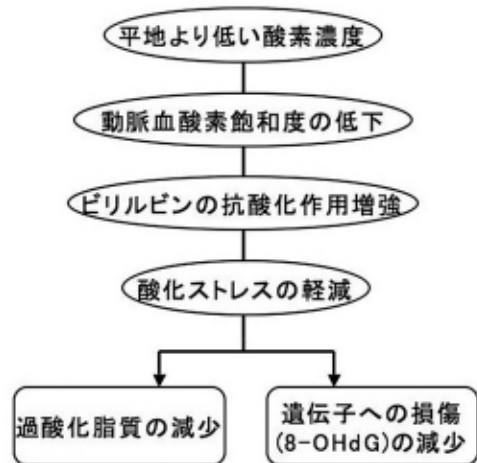 平地より低い酸素濃度
動脈血酸素飽和度の低下
ビリルビンの抗酸化作用増強
酸化ストレスの軽減
過酸化脂質の減少
遺伝子への損傷
(8-OHdG)の減少